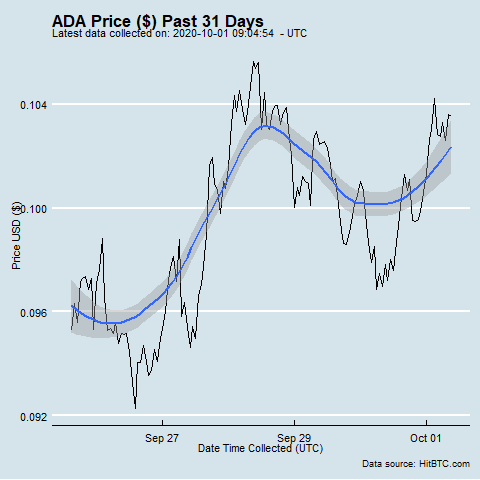 ADA Price ($) Past 31 Days
Latest data collected on: 2020-10-01 09:04:54 - UTC
0.104
0.100
0.096
0.092
Price USD ($)
Sep 27
Sep 29
Oct 01
Date Time Collected (UTC)
Data source: HitBTC.com